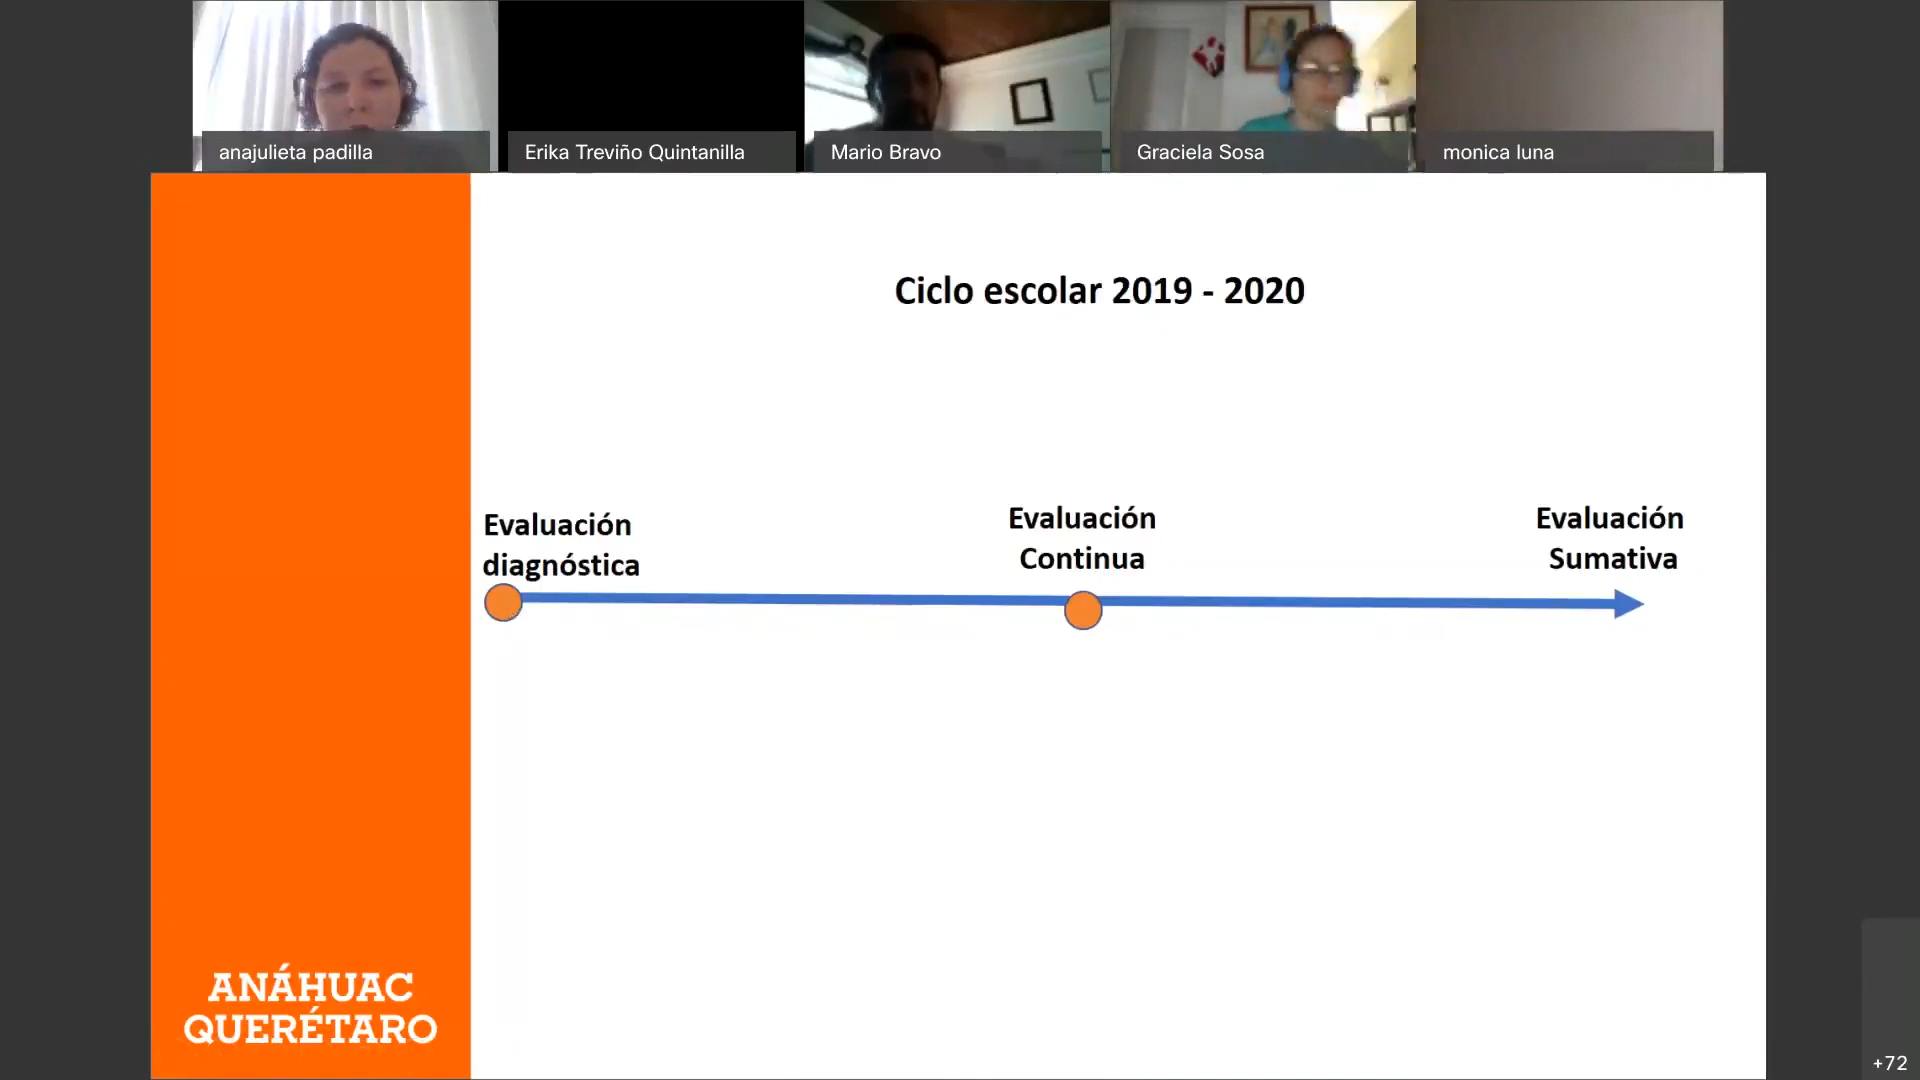 anajulieta padilla
Erika Treviño Quintanilla
Mario Bravo
Graciela Sosa
monica luna
Ciclo escolar 2019 - 2020
Evaluación
diagnóstica
Evaluación
Continua
Evaluación
Sumativa
ANÁHUAC
QUERÉTARO
+72